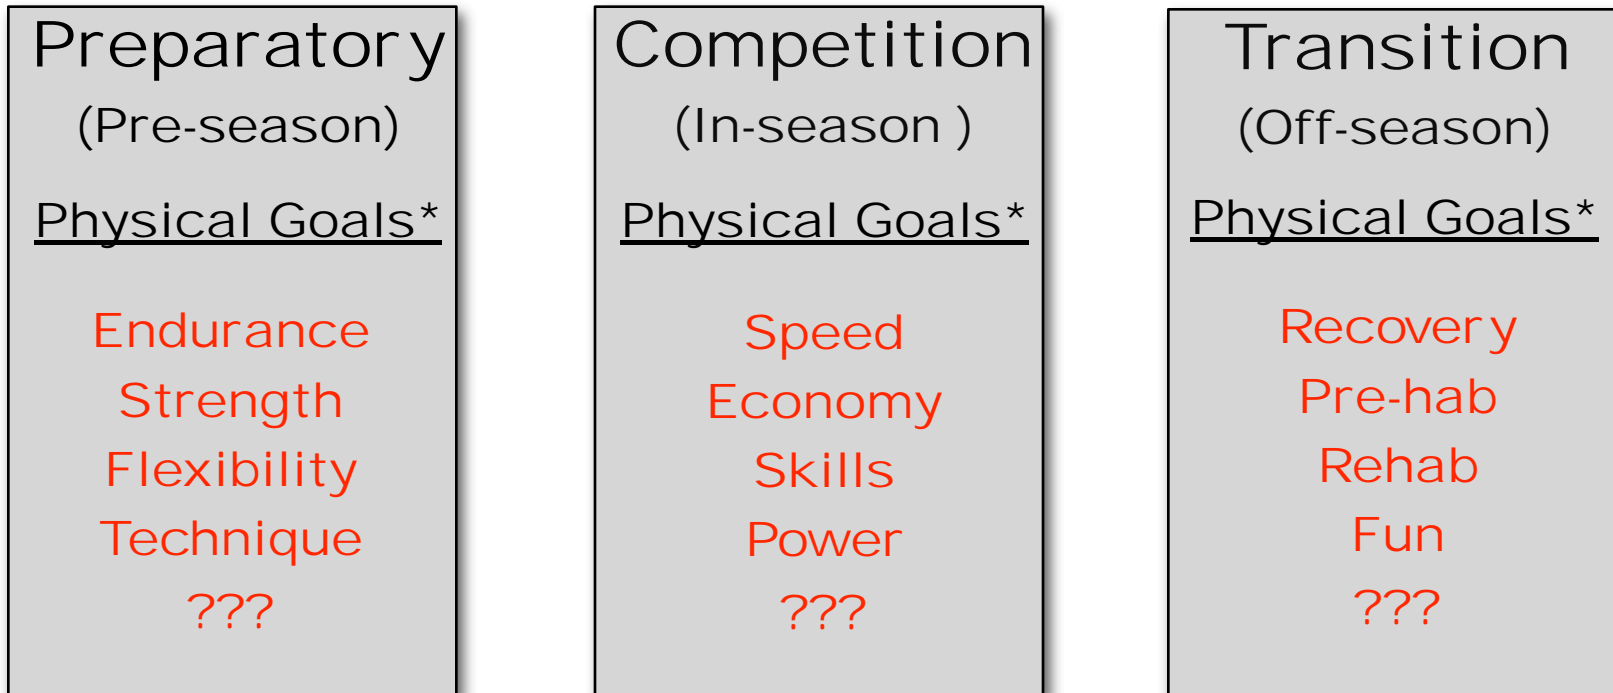 Preparatory
(Pre-season)
Physical Goals*
Endurance
Strength
Flexibility
Technique
???
Competition
(In-season )
Physical Goals*
Speed
Economy
Skills
Power
???
Transition
(Off-season)
Physical Goals*
Recovery
Pre-hab
Rehab
Fun
???